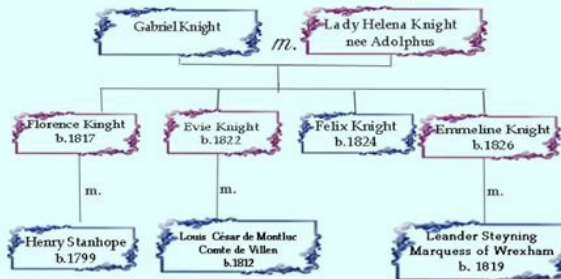 Gabriel Knight
m.
Lady Helena Knight
nee Adolphus
Florence Kinght
b.1817
Evie Knight
b.1822
Felix Knight
b.1824
Emmeline Knight
b.1826
m.
m.
m.
Henry Stanhope
b.1799
Louis César de Montluc
Comte de Villen
b.1812
Leander Steyning
Marquess of Wrexham
b. 1819